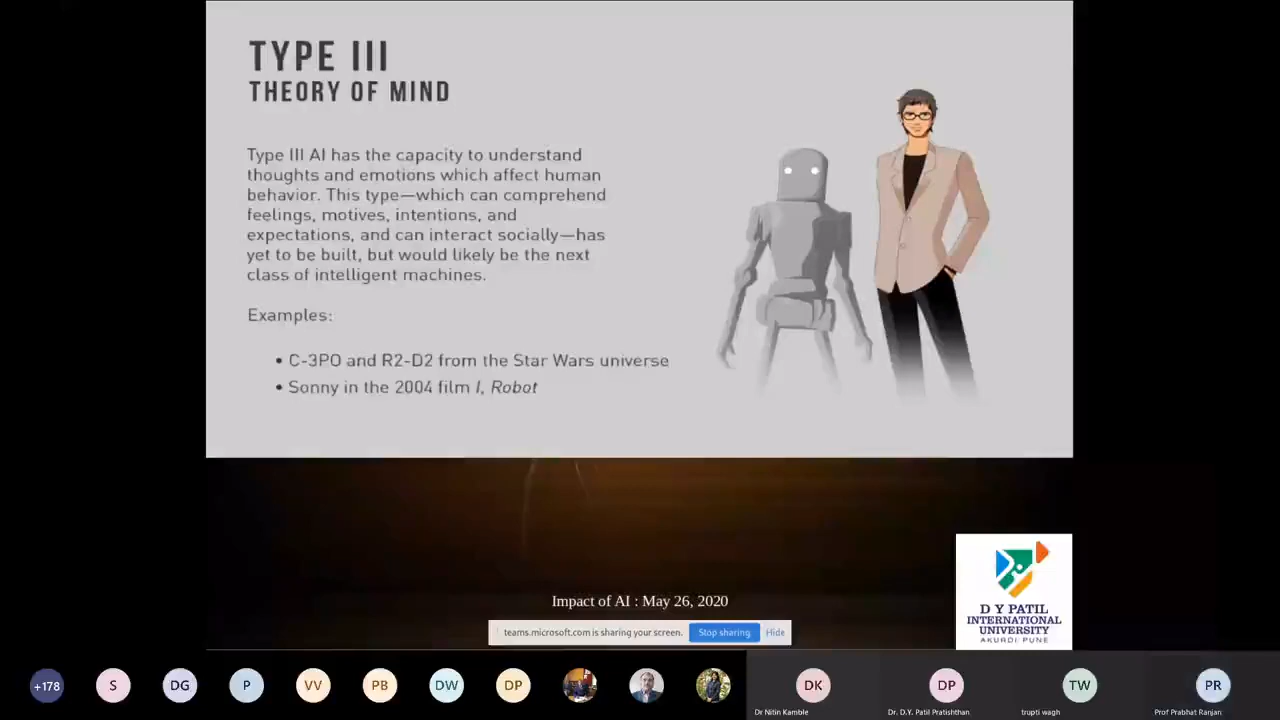 TYPE III
THEORY OF MIND
Type III AI has the capacity to understand
thoughts and emotions which affect human
behavior. This type—which can comprehend
feelings, motives, intentions, and
expectations, and can interact socially—has
yet to be built, but would likely be the next
class of intelligent machines.
Examples:
• C-3PO and R2-D2 from the Star Wars universe
• Sonny in the 2004 film I, Robot
D Y PATIL
INTERNATIONAL
UNIVERSITY
AKURDI PUNE
Impact of AI : May 26, 2020
teams.microsoft.com is sharing your screen. Stop sharing Hide
+178 S DG P VV PB DW DP DK DP TW PR
Dr Nitin Kamble Dr. D.Y. Patil Pratishthan trupti wagh Prof Prabhat Ranjan